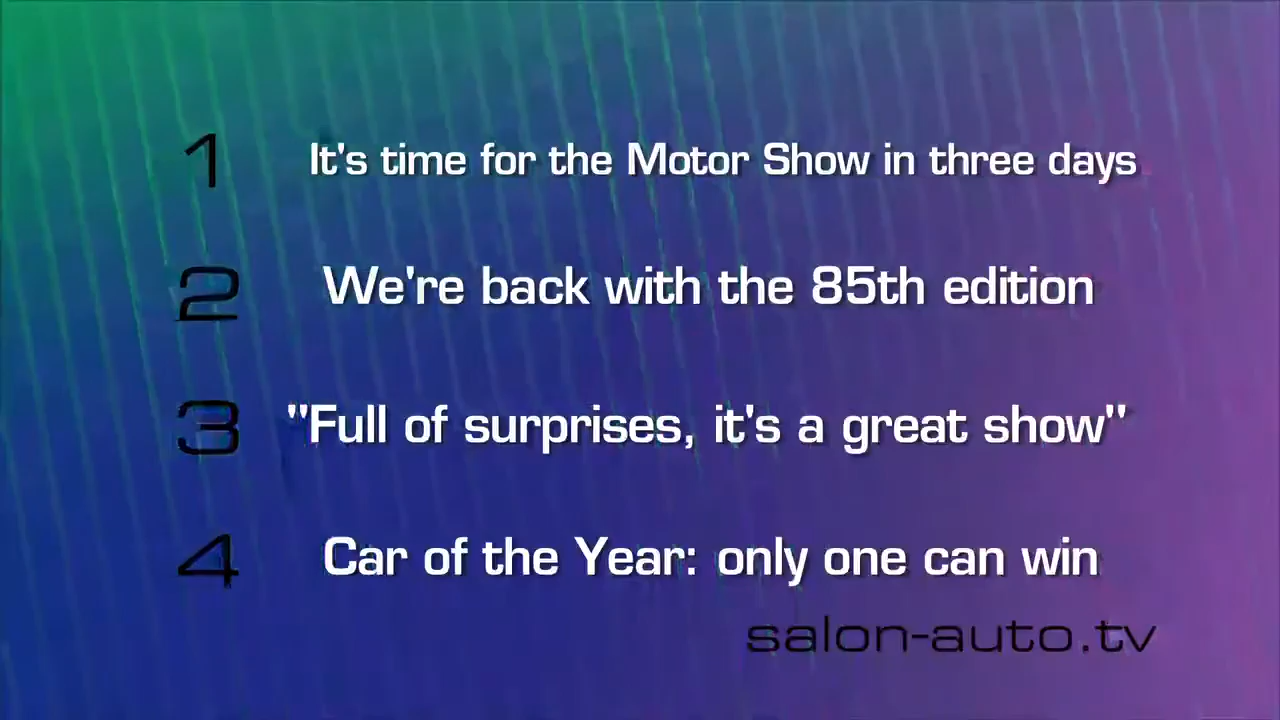 1 It's time for the Motor Show in three days
2 We're back with the 85th edition
3 "Full of surprises, it's a great show"
4 Car of the Year: only one can win
salon-auto.tv